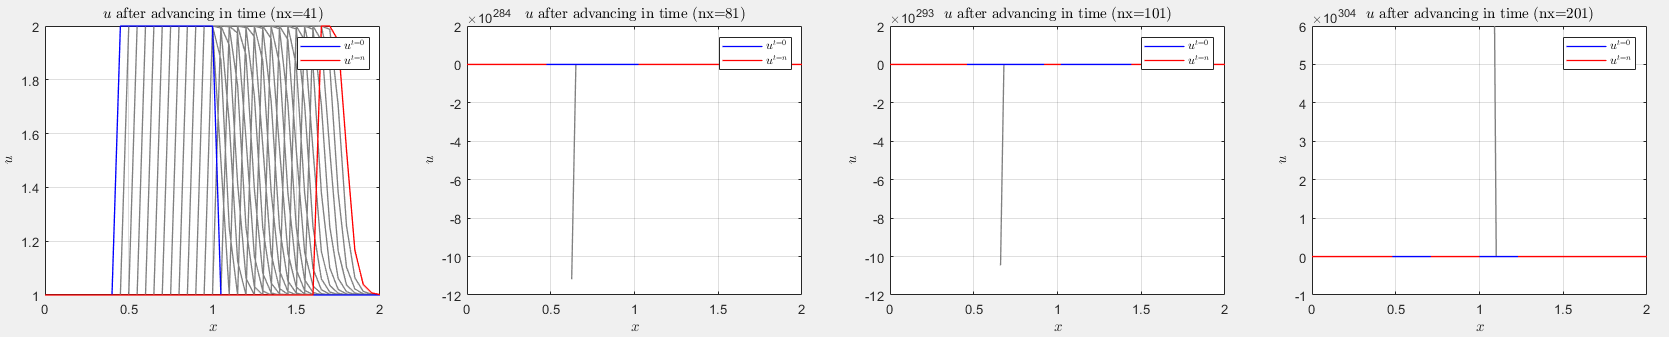 u after advancing in time (nx=41)
2
1.8
1.6
1.4
1.2
1
u
0
0.5
1
1.5
2
x
u^{t=0}
u^{t=n}
×10^{284}
u after advancing in time (nx=81)
2
0
-2
-4
-6
-8
-10
-12
u
0
0.5
1
1.5
2
x
u^{t=0}
u^{t=n}
×10^{293}
u after advancing in time (nx=101)
2
0
-2
-4
-6
-8
-10
-12
u
0
0.5
1
1.5
2
x
u^{t=0}
u^{t=n}
×10^{304}
u after advancing in time (nx=201)
6
5
4
3
2
1
0
-1
u
0
0.5
1
1.5
2
x
u^{t=0}
u^{t=n}